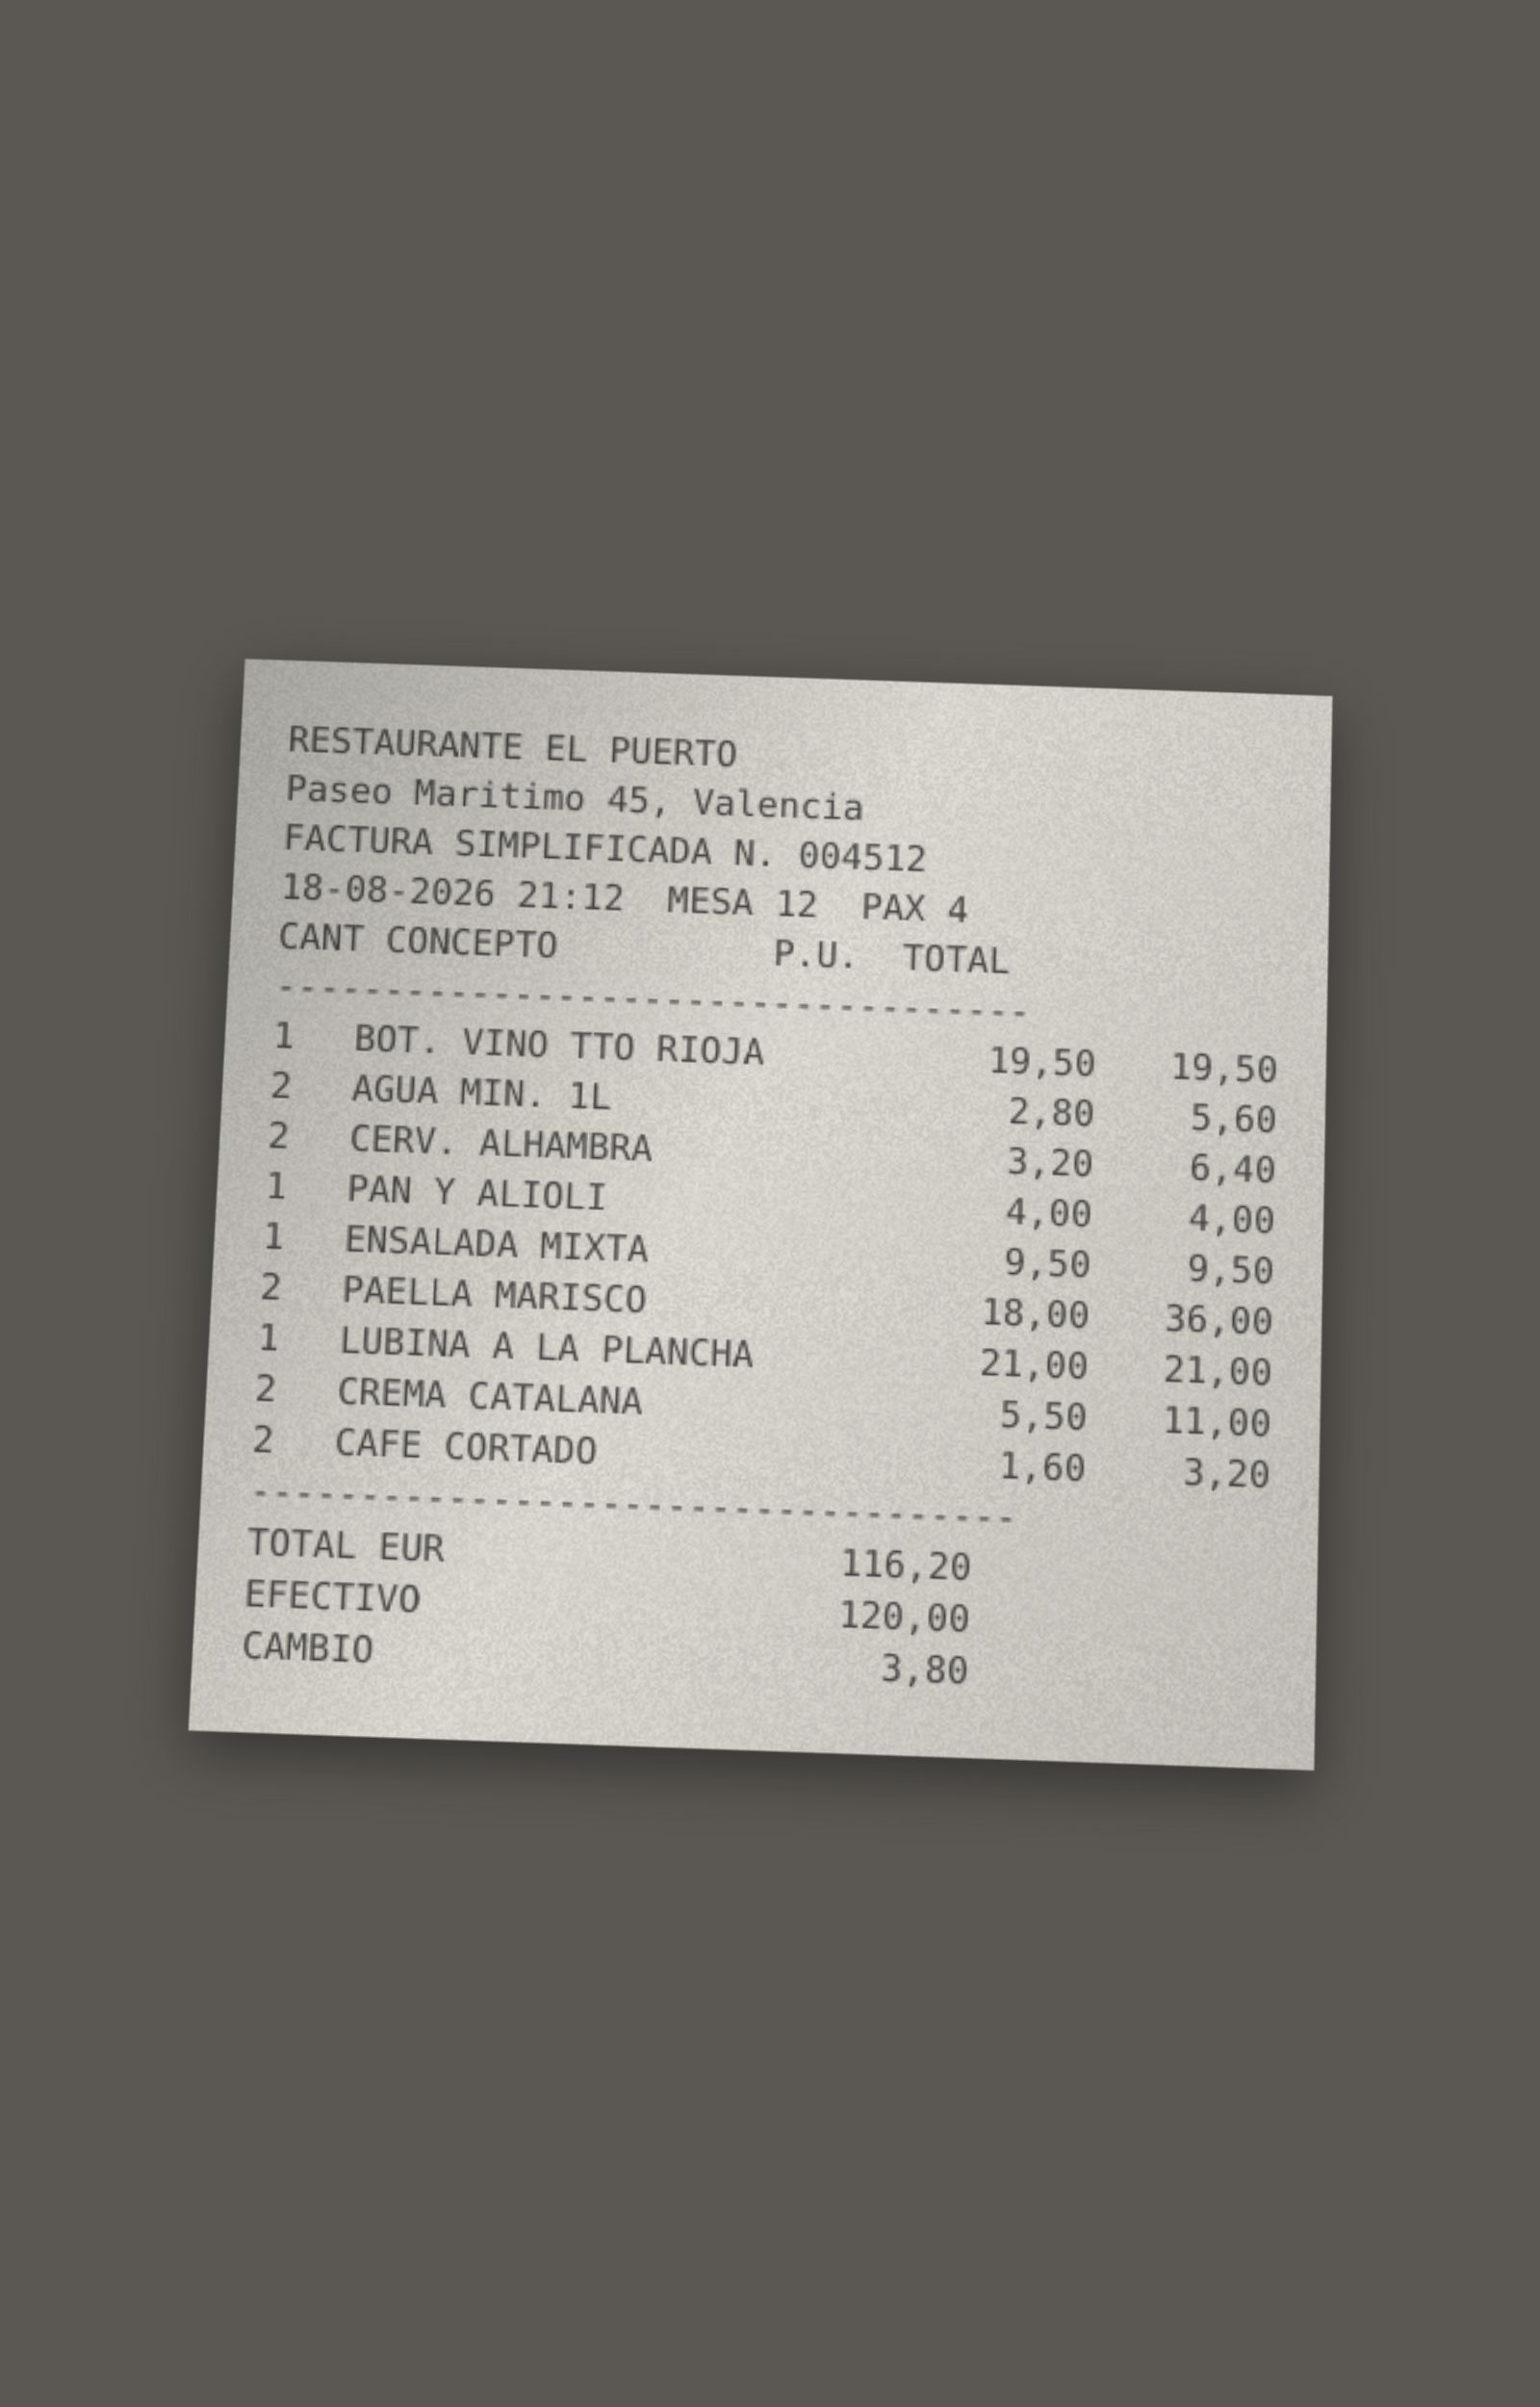 RESTAURANTE EL PUERTO
Paseo Maritimo 45, Valencia
FACTURA SIMPLIFICADA N. 004512
18-08-2026 21:12  MESA 12  PAX 4
CANT CONCEPTO          P.U.  TOTAL
-----------------------------------
1   BOT. VINO TTO RIOJA   19,50   19,50
2   AGUA MIN. 1L   2,80   5,60
2   CERV. ALHAMBRA   3,20   6,40
1   PAN Y ALIOLI   4,00   4,00
1   ENSALADA MIXTA   9,50   9,50
2   PAELLA MARISCO   18,00   36,00
1   LUBINA A LA PLANCHA   21,00   21,00
2   CREMA CATALANA   5,50   11,00
2   CAFE CORTADO   1,60   3,20
-----------------------------------
TOTAL EUR   116,20
EFECTIVO   120,00
CAMBIO   3,80